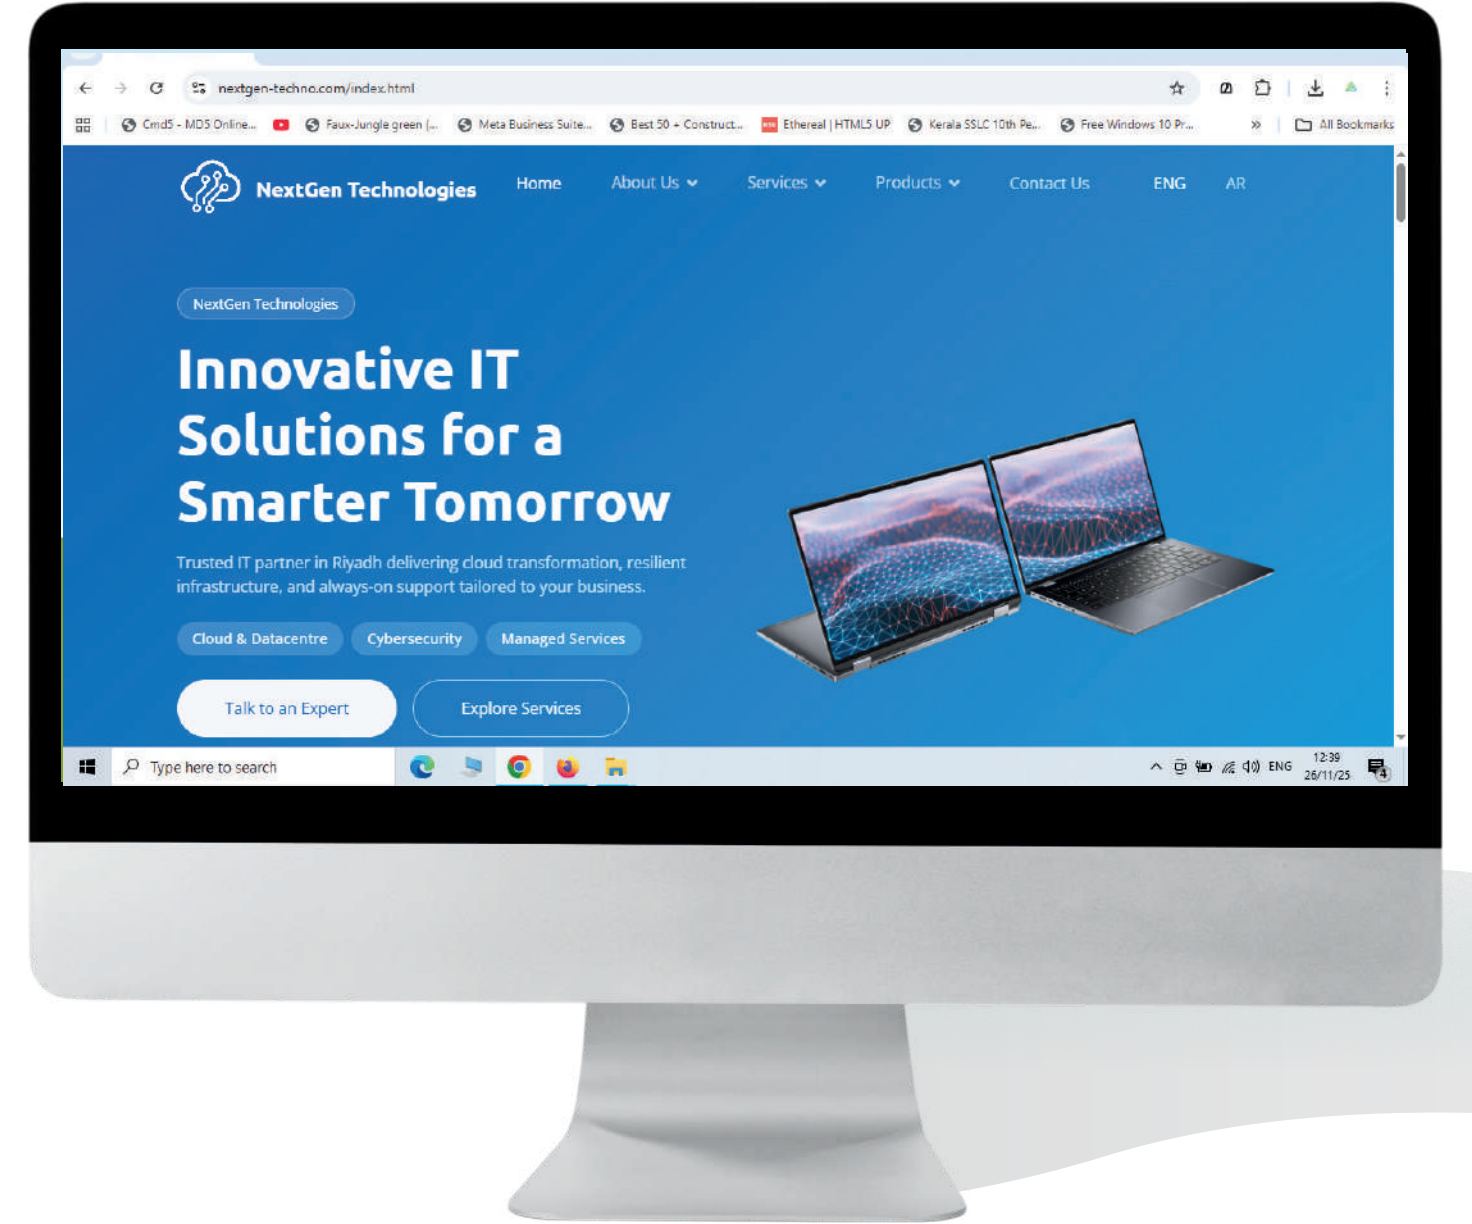 nextgen-techno.com/index.html
Cmd5 - MD5 Online... Faux-Jungle green (... Meta Business Suite... Best 50 + Construct... Ethereal | HTML5 UP Kerala SSLC 10th Pe... Free Windows 10 Pr... » All Bookmarks
NextGen Technologies Home About Us Services Products Contact Us ENG AR
NextGen Technologies
Innovative IT
Solutions for a
Smarter Tomorrow
Trusted IT partner in Riyadh delivering cloud transformation, resilient
infrastructure, and always-on support tailored to your business.
Cloud & Datacentre Cybersecurity Managed Services
Talk to an Expert Explore Services
Type here to search ENG 12:39
26/11/25 4